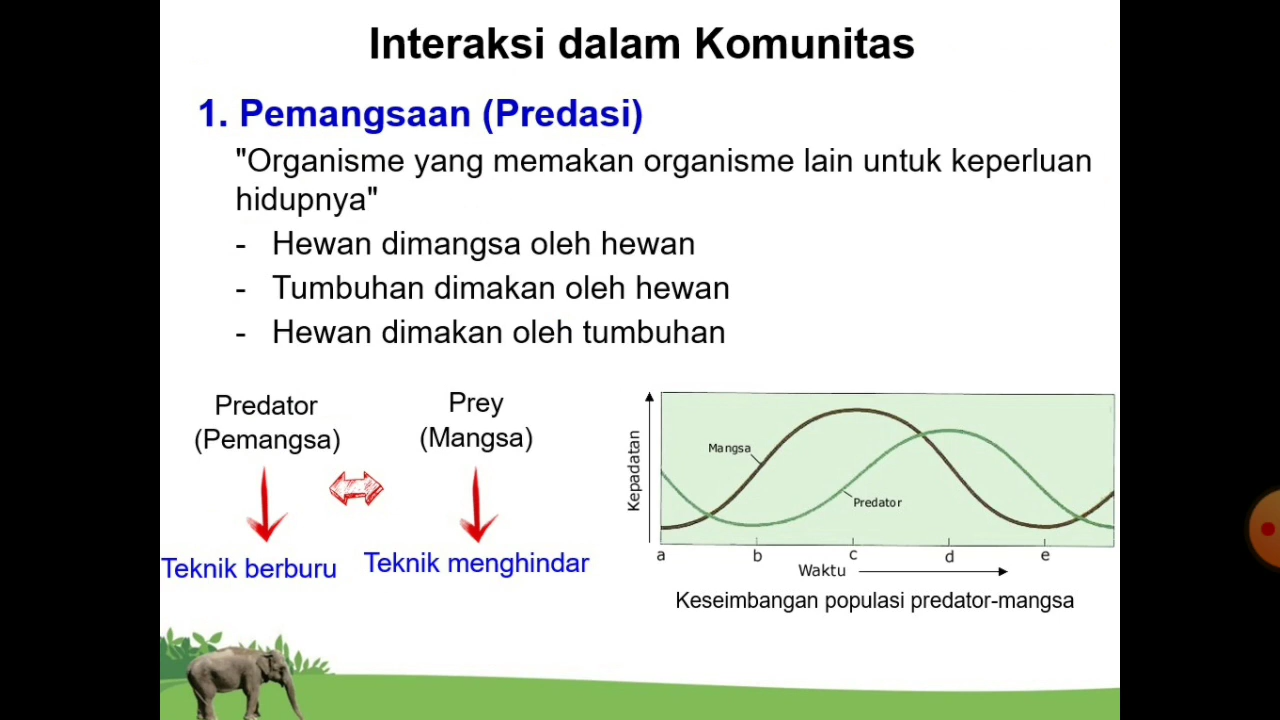 Interaksi dalam Komunitas
1. Pemangsaan (Predasi)
"Organisme yang memakan organisme lain untuk keperluan
hidupnya"
- Hewan dimangsa oleh hewan
- Tumbuhan dimakan oleh hewan
- Hewan dimakan oleh tumbuhan
Predator
(Pemangsa)
Prey
(Mangsa)
Teknik berburu
Teknik menghindar
Kepadatan
Mangsa
Predator
a b c d e
Waktu
Keseimbangan populasi predator-mangsa